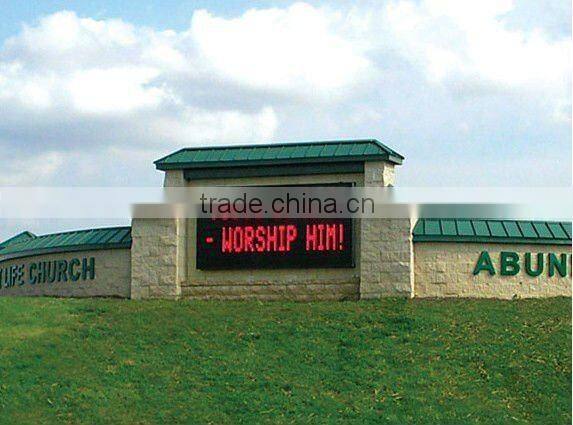 trade.china.cn
- WORSHIP HIM!
LIFE CHURCH
ABUN